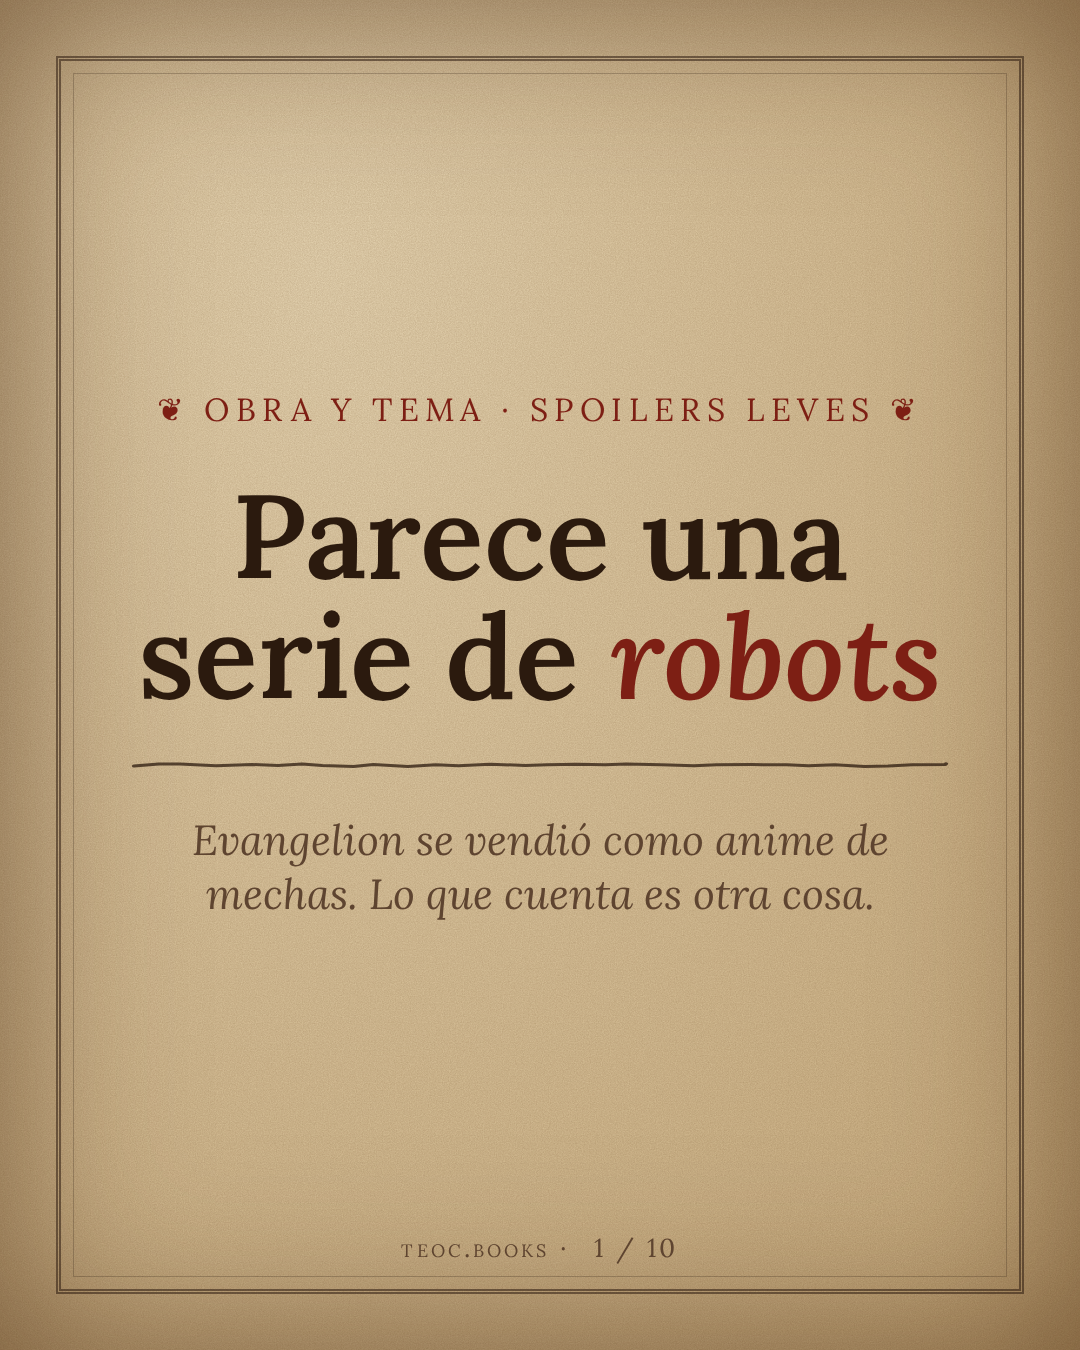 ❦ OBRA Y TEMA · SPOILERS LEVES ❦
Parece una
serie de robots
Evangelion se vendió como anime de
mechas. Lo que cuenta es otra cosa.
TEOC.BOOKS · 1 / 10